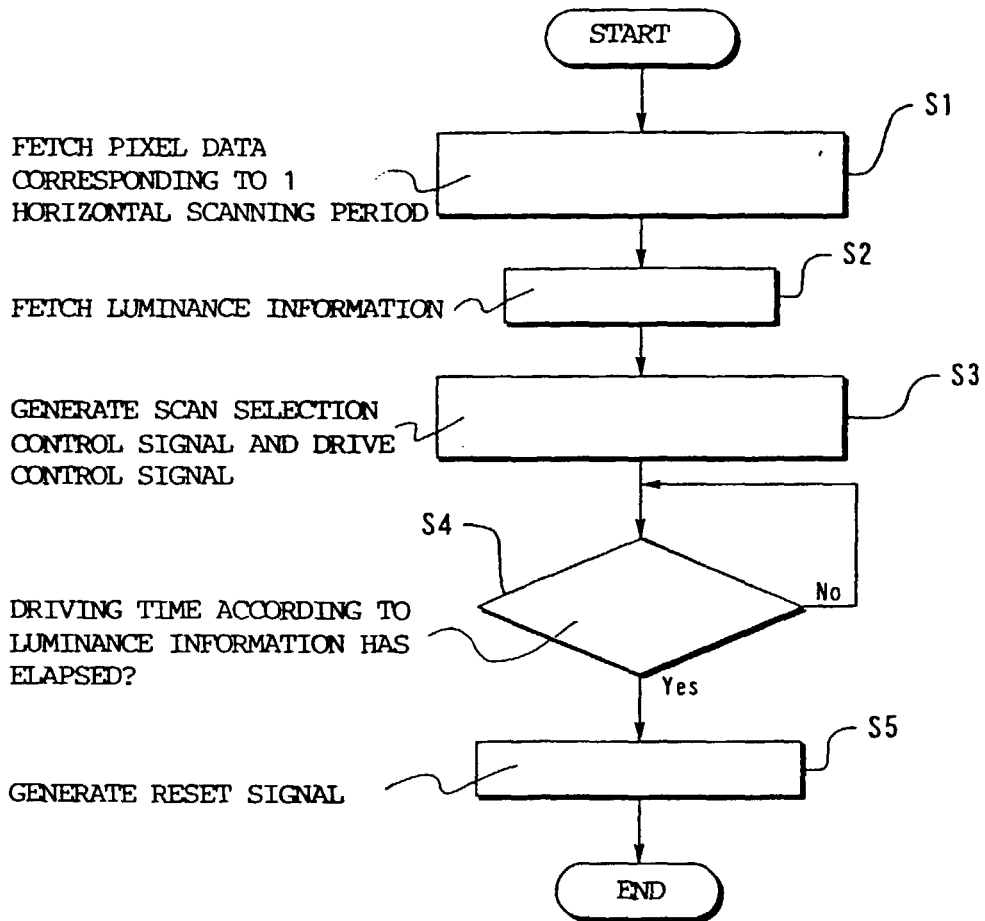 START
S1
FETCH PIXEL DATA
CORRESPONDING TO 1
HORIZONTAL SCANNING PERIOD
S2
FETCH LUMINANCE INFORMATION
S3
GENERATE SCAN SELECTION
CONTROL SIGNAL AND DRIVE
CONTROL SIGNAL
S4
No
DRIVING TIME ACCORDING TO
LUMINANCE INFORMATION HAS
ELAPSED?
Yes
S5
GENERATE RESET SIGNAL
END